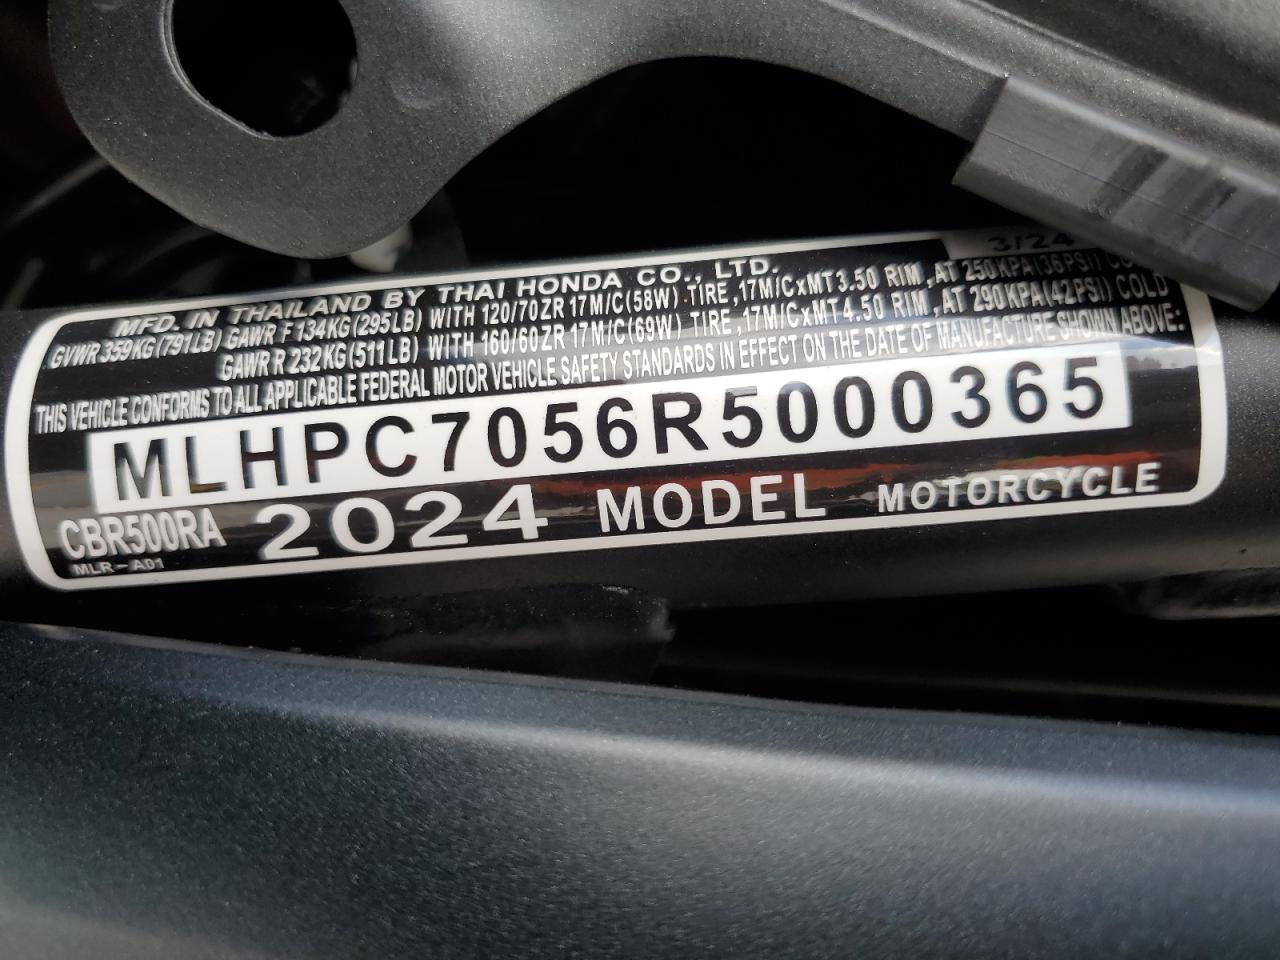 3/24
MFD. IN THAILAND BY THAI HONDA CO., LTD.
GVWR 359KG (791LB) GAWR F 134KG (295LB) WITH 120/70ZR 17M/C(58W) TIRE ,17M/CxMT3.50 RIM ,AT 250KPA(36PSI)
GAWR R 232KG(511LB) WITH 160/60ZR 17M/C(69W) TIRE ,17M/CxMT4.50 RIM ,AT 290KPA(42PSI) COLD
THIS VEHICLE CONFORMS TO ALL APPLICABLE FEDERAL MOTOR VEHICLE SAFETY STANDARDS IN EFFECT ON THE DATE OF MANUFACTURE SHOWN ABOVE:
MLHPC7056R5000365
CBR500RA 2024 MODEL MOTORCYCLE
MLR-A01